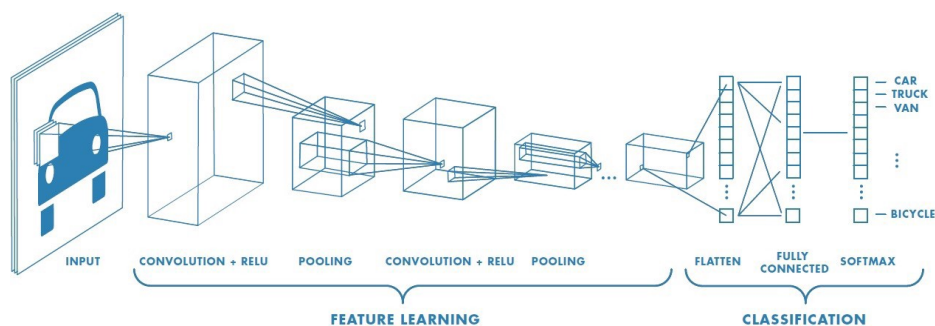 CAR
TRUCK
VAN
BICYCLE
INPUT
CONVOLUTION + RELU
POOLING
CONVOLUTION + RELU
POOLING
FLATTEN
FULLY
CONNECTED
SOFTMAX
FEATURE LEARNING
CLASSIFICATION